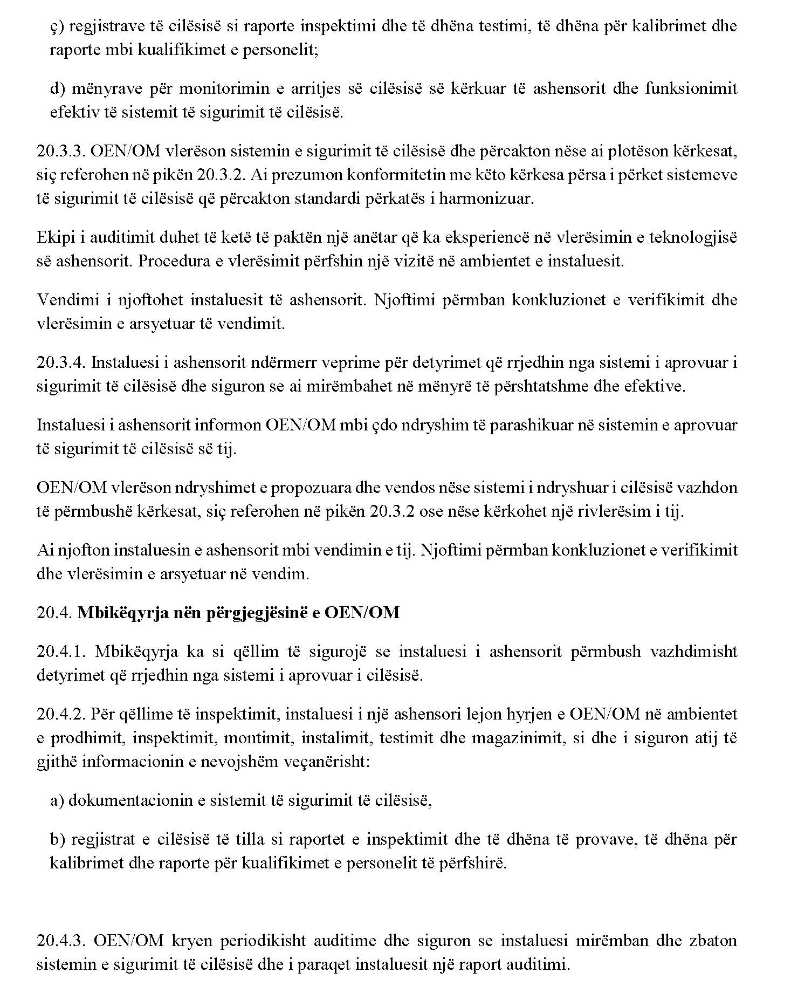 ç) regjistrave të cilësisë si raporte inspektimi dhe të dhëna testimi, të dhëna për kalibrimet dhe
raporte mbi kualifikimet e personelit;
d) mënyrave për monitorimin e arritjes së cilësisë së kërkuar të ashensorit dhe funksionimit
efektiv të sistemit të sigurimit të cilësisë.
20.3.3. OEN/OM vlerëson sistemin e sigurimit të cilësisë dhe përcakton nëse ai plotëson kërkesat,
siç referohen në pikën 20.3.2. Ai prezumon konformitetin me këto kërkesa përsa i përket sistemeve
të sigurimit të cilësisë që përcakton standardi përkatës i harmonizuar.
Ekipi i auditimit duhet të ketë të paktën një anëtar që ka eksperiencë në vlerësimin e teknologjisë
së ashensorit. Procedura e vlerësimit përfshin një vizitë në ambientet e instaluesit.
Vendimi i njoftohet instaluesit të ashensorit. Njoftimi përmban konkluzionet e verifikimit dhe
vlerësimin e arsyetuar të vendimit.
20.3.4. Instaluesi i ashensorit ndërmerr veprime për detyrimet që rrjedhin nga sistemi i aprovuar i
sigurimit të cilësisë dhe siguron se ai mirëmbahet në mënyrë të përshtatshme dhe efektive.
Instaluesi i ashensorit informon OEN/OM mbi çdo ndryshim të parashikuar në sistemin e aprovuar
të sigurimit të cilësisë së tij.
OEN/OM vlerëson ndryshimet e propozuara dhe vendos nëse sistemi i ndryshuar i cilësisë vazhdon
të përmbushë kërkesat, siç referohen në pikën 20.3.2 ose nëse kërkohet një rivlerësim i tij.
Ai njofton instaluesin e ashensorit mbi vendimin e tij. Njoftimi përmban konkluzionet e verifikimit
dhe vlerësimin e arsyetuar në vendim.
20.4. Mbikëqyrja nën përgjegjësinë e OEN/OM
20.4.1. Mbikëqyrja ka si qëllim të sigurojë se instaluesi i ashensorit përmbush vazhdimisht
detyrimet që rrjedhin nga sistemi i aprovuar i cilësisë.
20.4.2. Për qëllime të inspektimit, instaluesi i një ashensori lejon hyrjen e OEN/OM në ambientet
e prodhimit, inspektimit, montimit, instalimit, testimit dhe magazinimit, si dhe i siguron atij të
gjithë informacionin e nevojshëm veçanërisht:
a) dokumentacionin e sistemit të sigurimit të cilësisë,
b) regjistrat e cilësisë të tilla si raportet e inspektimit dhe të dhëna të provave, të dhëna për
kalibrimet dhe raporte për kualifikimet e personelit të përfshirë.
20.4.3. OEN/OM kryen periodikisht auditime dhe siguron se instaluesi mirëmban dhe zbaton
sistemin e sigurimit të cilësisë dhe i paraqet instaluesit një raport auditimi.